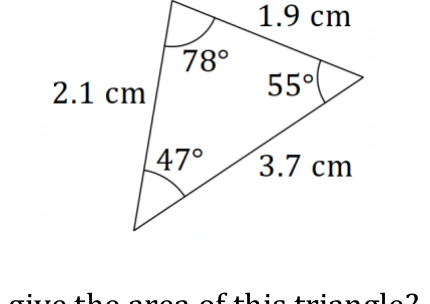 1.9 cm
78°
55°
2.1 cm
47°
3.7 cm
give the area of this triangle?